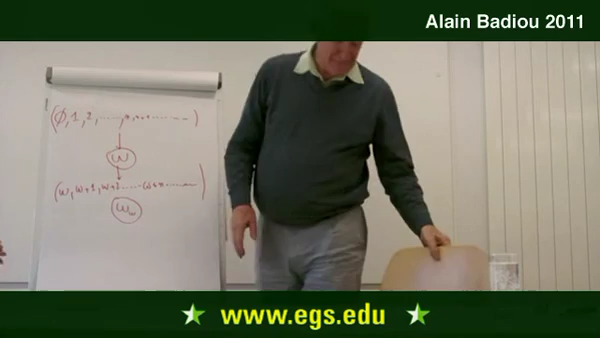 Alain Badiou 2011
(∅, 1, 2, ......, n, n+1 ..........)
ω
(ω, ω+1, ω+2 ..... ω+n ..........)
ω_ω
www.egs.edu